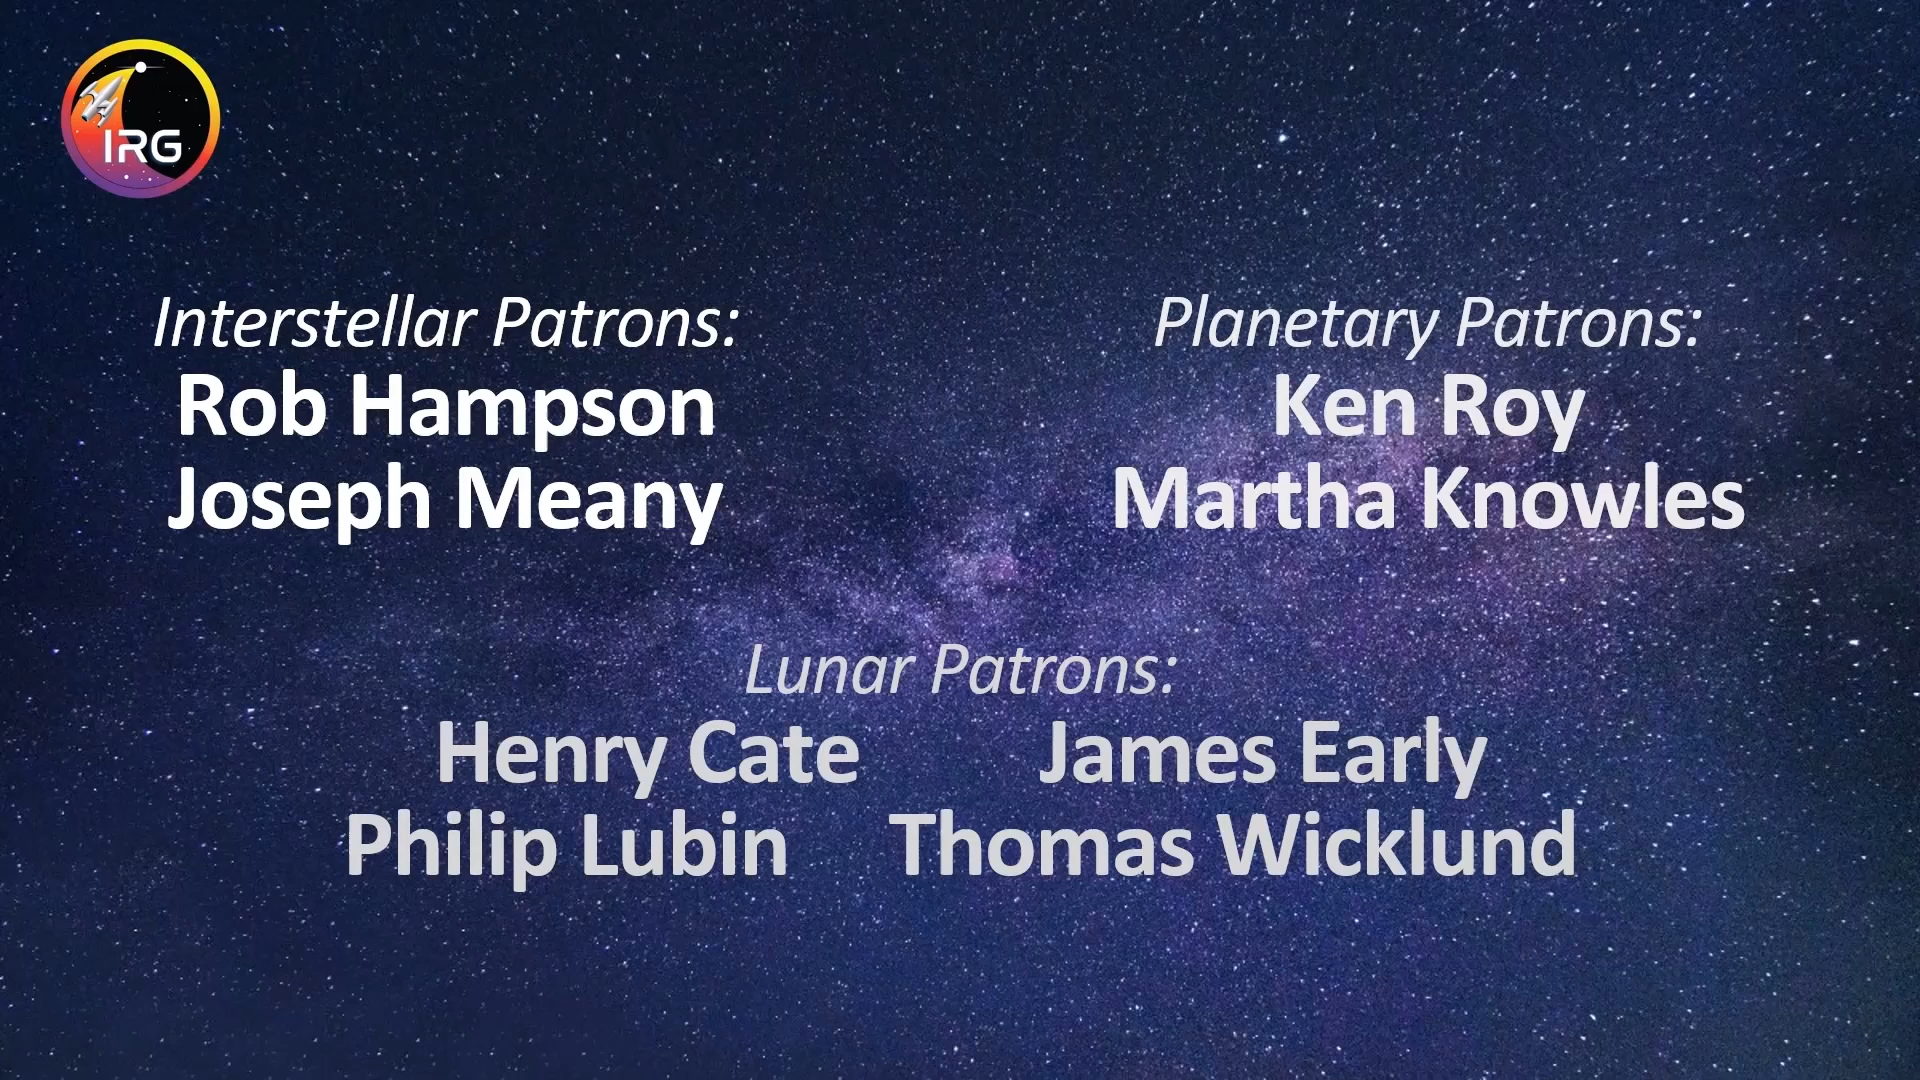 IRG
Interstellar Patrons:
Rob Hampson
Joseph Meany
Planetary Patrons:
Ken Roy
Martha Knowles
Lunar Patrons:
Henry Cate James Early
Philip Lubin Thomas Wicklund